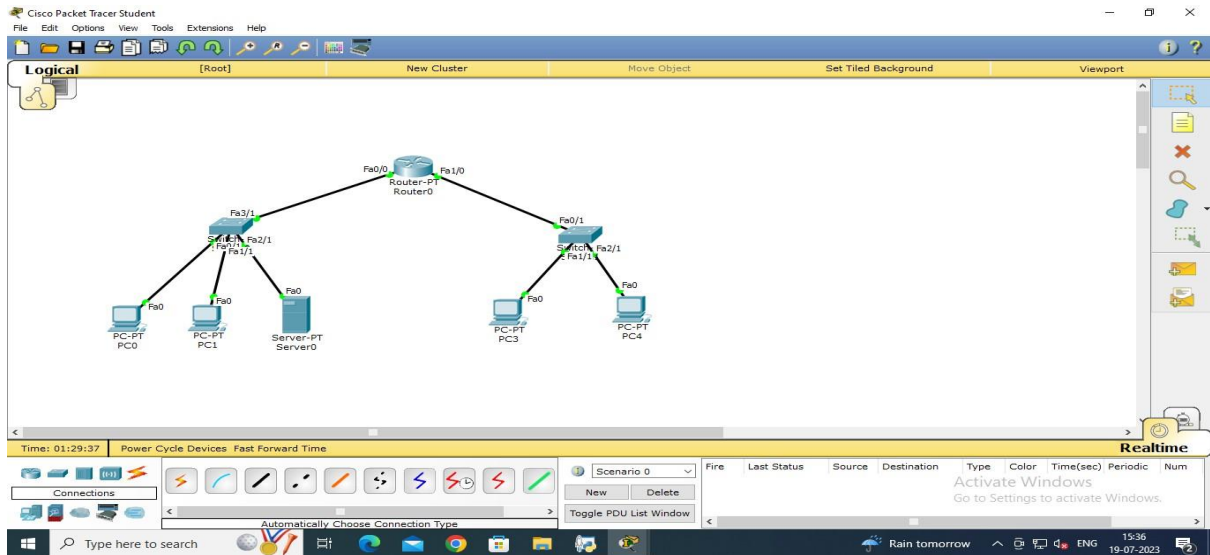 Cisco Packet Tracer Student
File Edit Options View Tools Extensions Help
Logical [Root] New Cluster Move Object Set Tiled Background Viewport
Fa0/0 Fa1/0
Router-PT
Router0
Fa3/1
Fa0/1
Switch Fa2/1
Fa0/1
Fa1/1
Switch Fa2/1
Fa1/1
Fa0
Fa0
Fa0
Fa0
Fa0
PC-PT
PC0
PC-PT
PC1
Server-PT
Server0
PC-PT
PC3
PC-PT
PC4
Time: 01:29:37 Power Cycle Devices Fast Forward Time Realtime
Connections
Automatically Choose Connection Type
Scenario 0
New Delete
Toggle PDU List Window
Fire Last Status Source Destination Type Color Time(sec) Periodic Num
Activate Windows
Go to Settings to activate Windows.
Type here to search
Rain tomorrow
ENG
15:36
19-07-2023